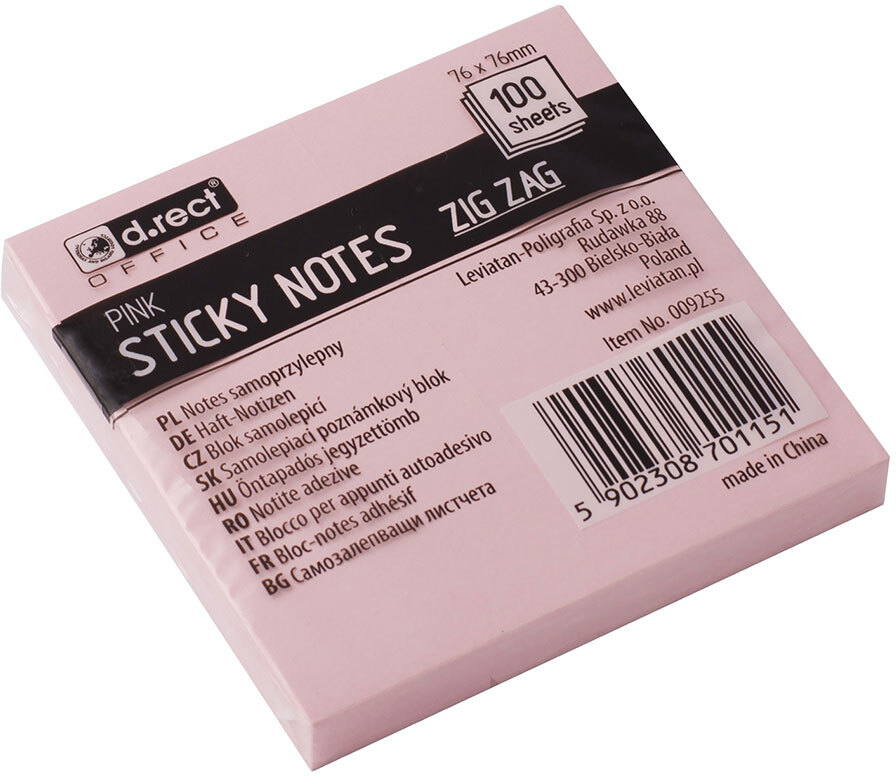 76 x 76mm
100
sheets
d.rect®
OFFICE
PINK
STICKY NOTES ZIG ZAG
Leviatan-Poligrafia Sp. z o.o.
Rudawka 88
43-300 Bielsko-Biała
Poland
www.leviatan.pl
Item No. 009255
PL Notes samoprzylepny
DE Haft-Notizen
CZ Blok samolepicí
SK Samolepiaci poznámkový blok
HU Öntapadós jegyzettömb
RO Notite adezive
IT Blocco per appunti autoadesivo
FR Bloc-notes adhésif
BG Самозалепващи листчета
5 902308 701151
made in China